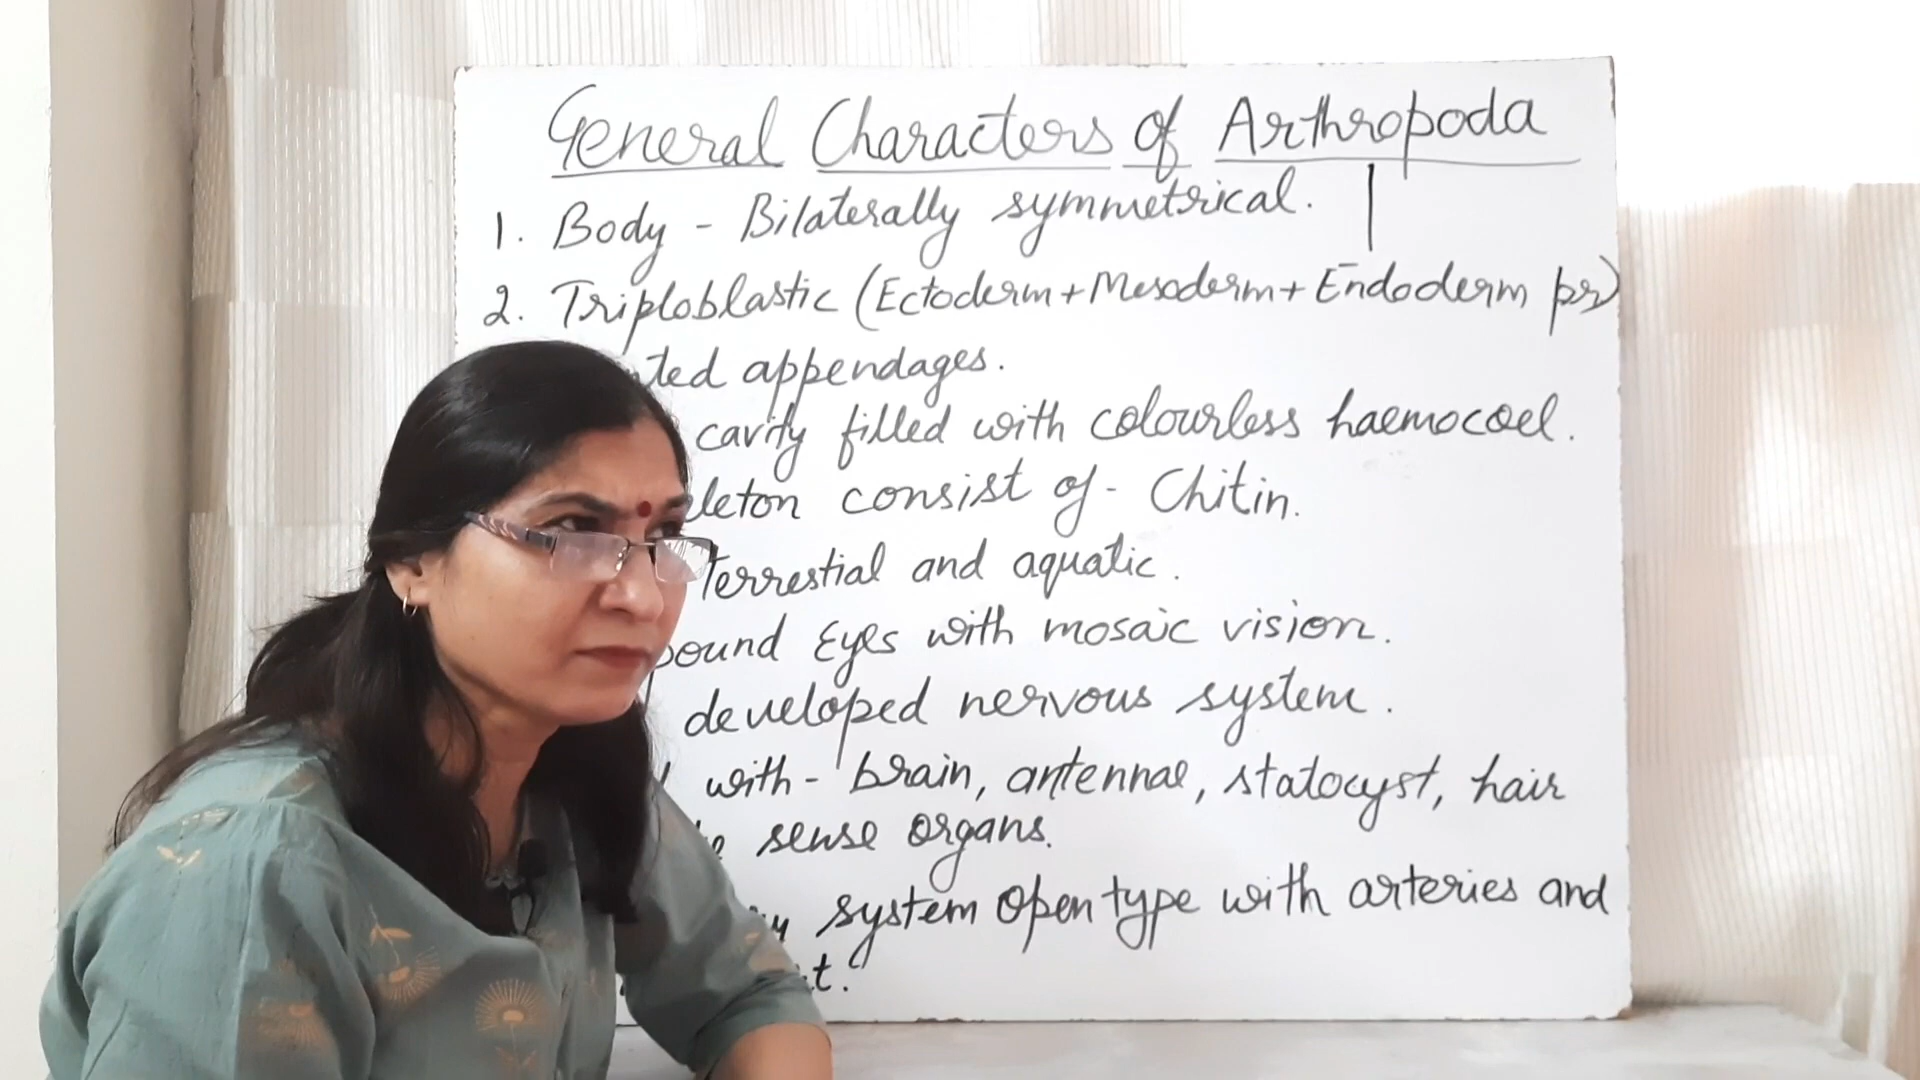 General Characters of Arthropoda
1. Body - Bilaterally symmetrical.
2. Triploblastic (Ectoderm+Mesoderm+Endoderm pr)
ted appendages.
cavity filled with colourless haemocoel.
leton consist of - Chitin.
Terrestial and aquatic.
ound Eyes with mosaic vision.
developed nervous system.
with - brain, antennae, statocyst, hair
sense organs.
system open type with arteries and
t.